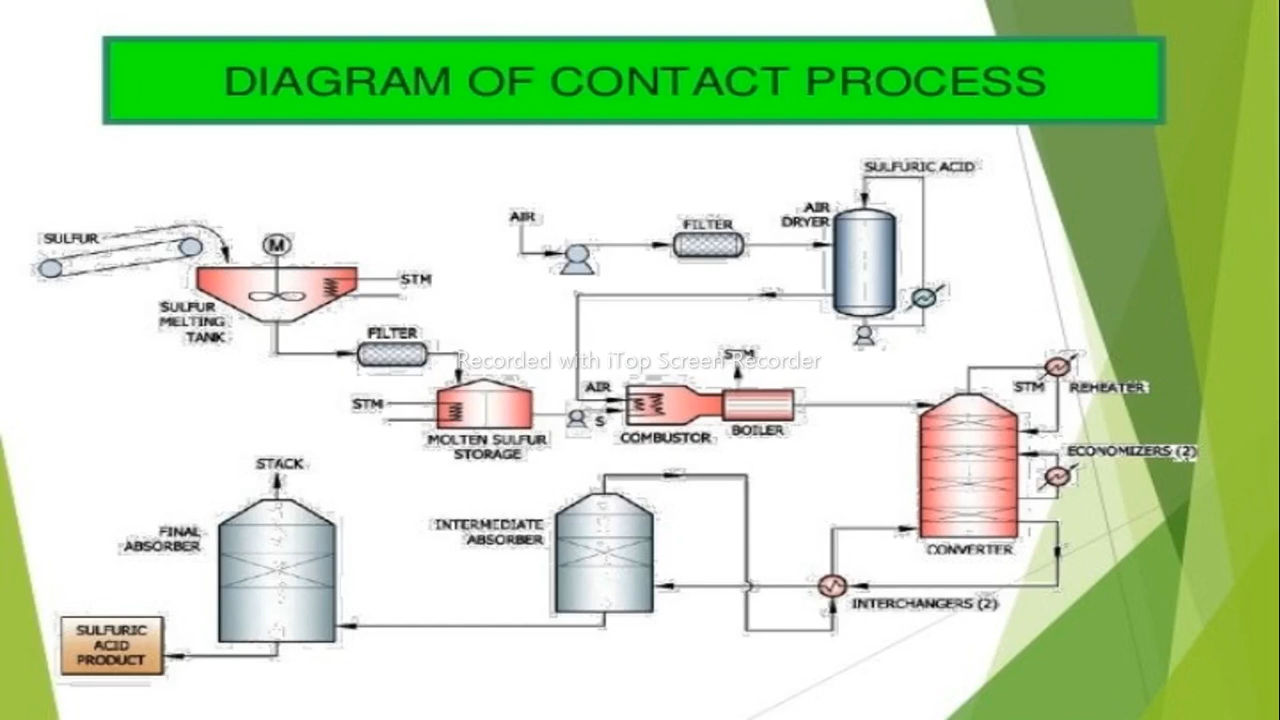 DIAGRAM OF CONTACT PROCESS
SULFURIC ACID
AIR
AIR
DRYER
FILTER
SULFUR
M
STM
SULFUR
MELTING
TANK
FILTER
Recorded with iTop Screen Recorder
STM
STM
REHEATER
AIR
STM
S
COMBUSTOR
BOILER
MOLTEN SULFUR
STORAGE
ECONOMIZERS (2)
STACK
FINAL
ABSORBER
INTERMEDIATE
ABSORBER
CONVERTER
INTERCHANGERS (2)
SULFURIC
ACID
PRODUCT